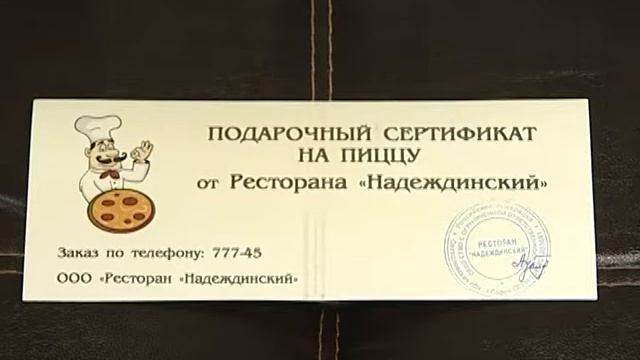 ПОДАРОЧНЫЙ СЕРТИФИКАТ
НА ПИЦЦУ
от Ресторана «Надеждинский»
Заказ по телефону: 777-45
ООО «Ресторан «Надеждинский»
РЕСТОРАН
"НАДЕЖДИНСКИЙ"